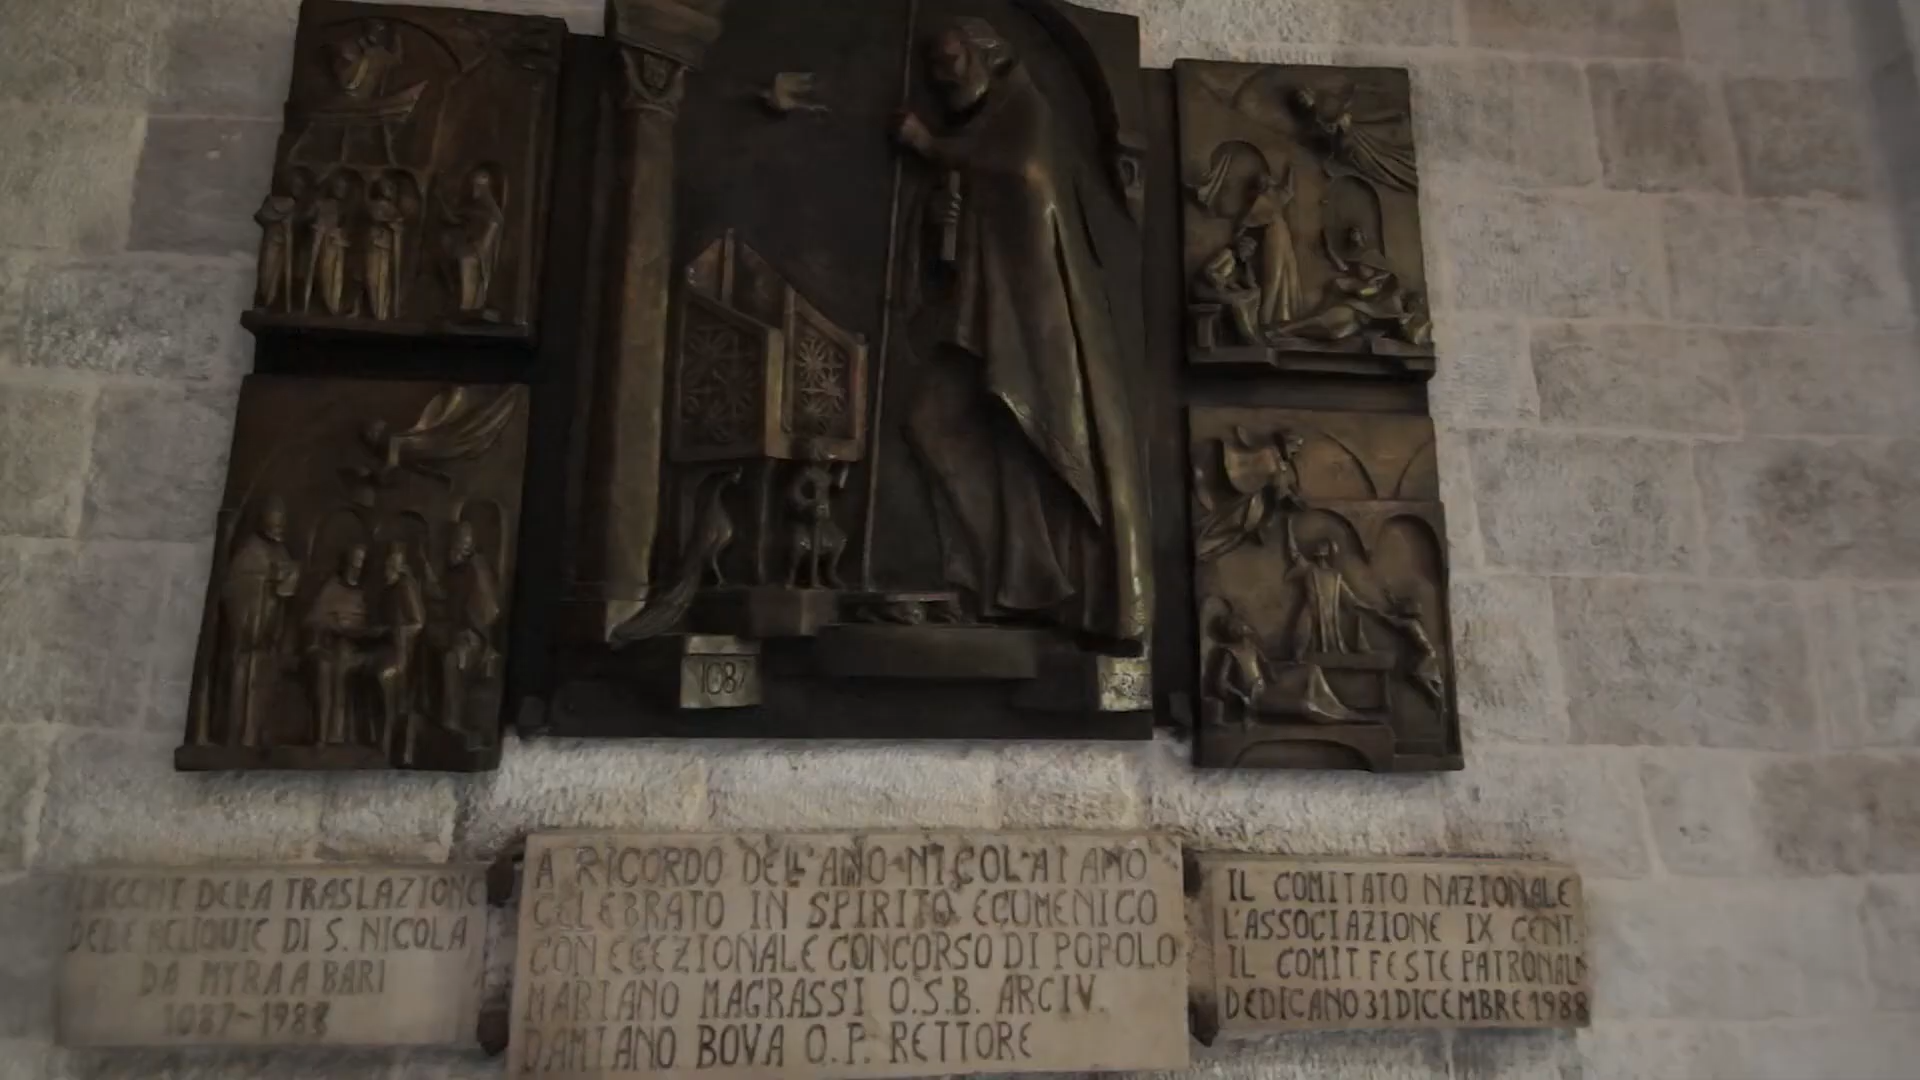 1087
IX CENT DELLA TRASLAZIONE
DELLE RELIQUIE DI S. NICOLA
DA MYRA A BARI
1087-1988
A RICORDO DELL'ANNO NICOLAIANO
CELEBRATO IN SPIRITO ECUMENICO
CON ECCEZIONALE CONCORSO DI POPOLO
MARIANO MAGRASSI O.S.B. ARCIV.
DAMIANO BOVA O.P. RETTORE
IL COMITATO NAZIONALE
L'ASSOCIAZIONE IX CENT.
IL COMIT FESTE PATRONALI
DEDICANO 31 DICEMBRE 1988